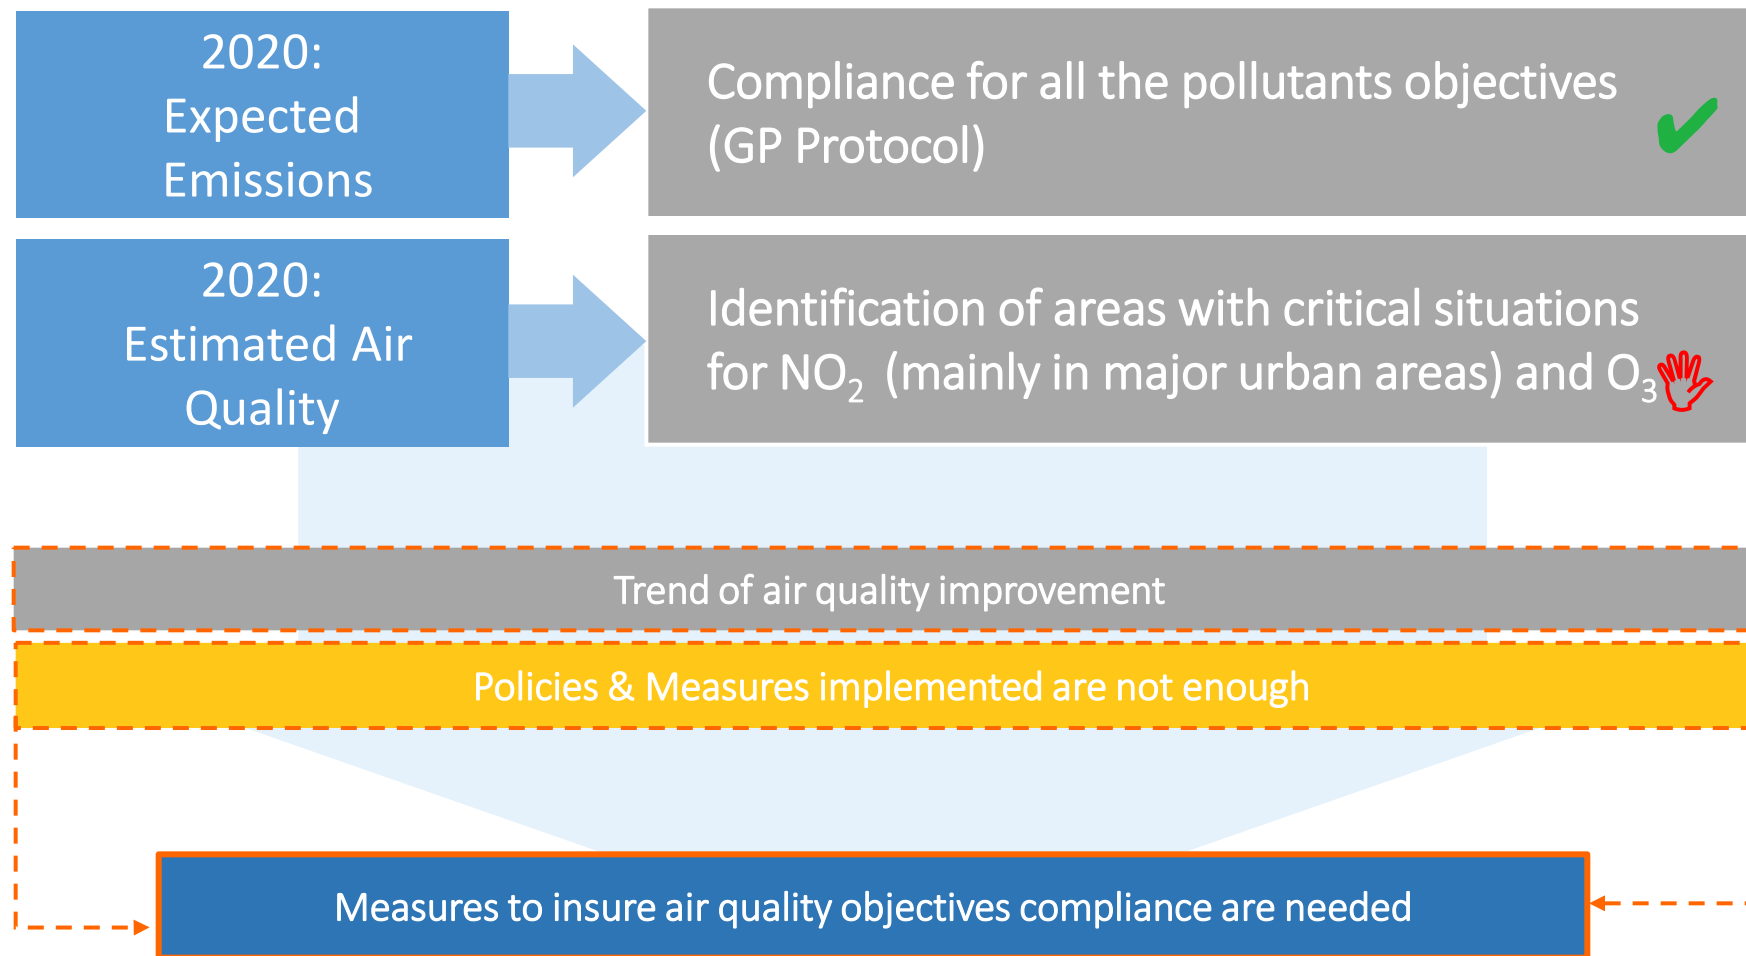 2020:
Expected
Emissions
Compliance for all the pollutants objectives
(GP Protocol)
2020:
Estimated Air
Quality
Identification of areas with critical situations
for NO₂ (mainly in major urban areas) and O₃
Trend of air quality improvement
Policies & Measures implemented are not enough
Measures to insure air quality objectives compliance are needed